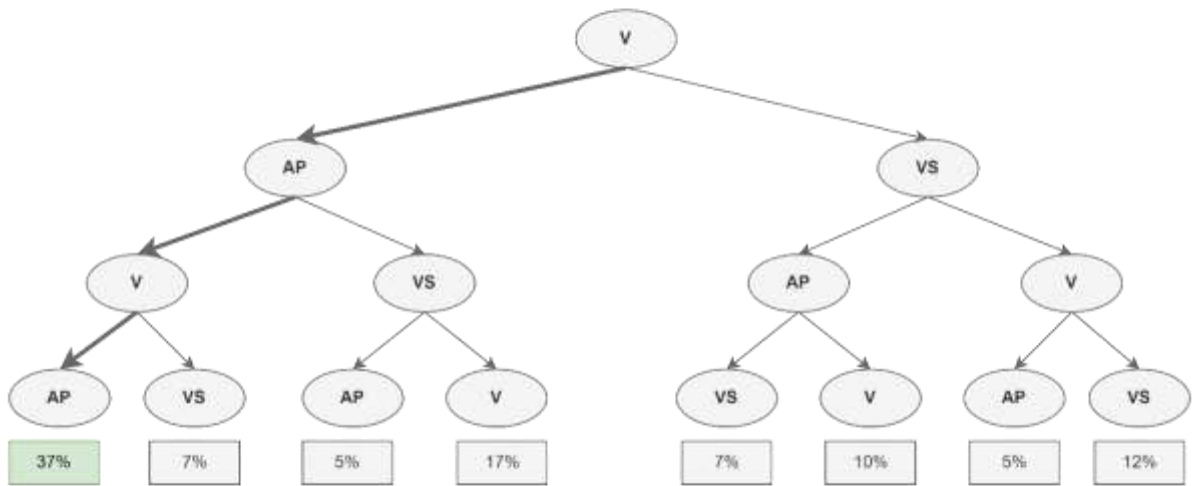 V
AP VS
V VS AP V
AP VS AP V VS V AP VS
37% 7% 5% 17% 7% 10% 5% 12%